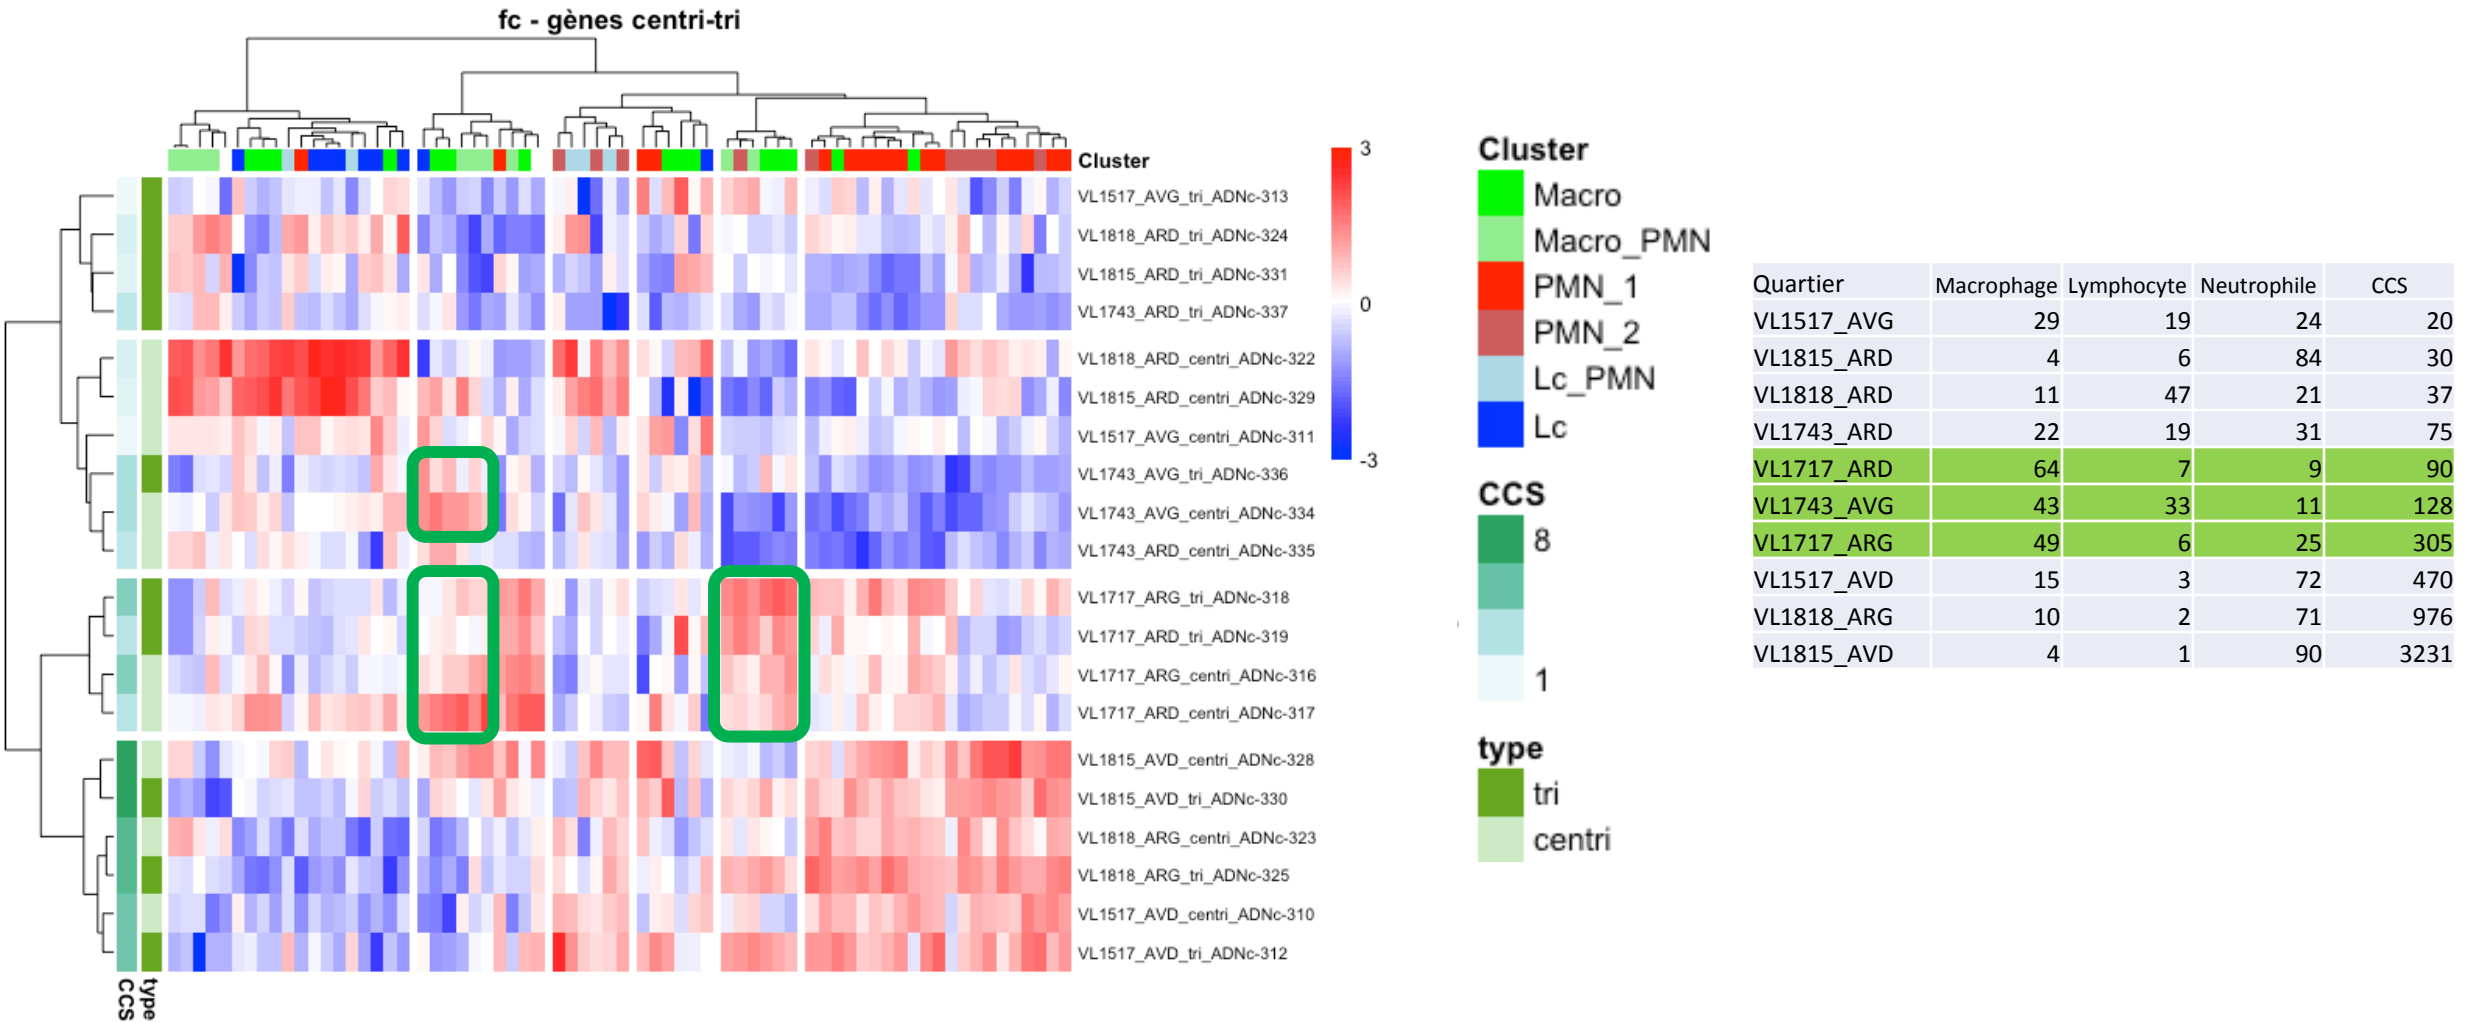 fc - gènes centri-tri
Cluster
VL1517_AVG_tri_ADNc-313
VL1818_ARD_tri_ADNc-324
VL1815_ARD_tri_ADNc-331
VL1743_ARD_tri_ADNc-337
VL1818_ARD_centri_ADNc-322
VL1815_ARD_centri_ADNc-329
VL1517_AVG_centri_ADNc-311
VL1743_AVG_tri_ADNc-336
VL1743_AVG_centri_ADNc-334
VL1743_ARD_centri_ADNc-335
VL1717_ARG_tri_ADNc-318
VL1717_ARD_tri_ADNc-319
VL1717_ARG_centri_ADNc-316
VL1717_ARD_centri_ADNc-317
VL1815_AVD_centri_ADNc-328
VL1815_AVD_tri_ADNc-330
VL1818_ARG_centri_ADNc-323
VL1818_ARG_tri_ADNc-325
VL1517_AVD_centri_ADNc-310
VL1517_AVD_tri_ADNc-312
CCS
type
3
0
-3
Cluster
Macro
Macro_PMN
PMN_1
PMN_2
Lc_PMN
Lc
CCS
8
1
type
tri
centri
Quartier Macrophage Lymphocyte Neutrophile CCS
VL1517_AVG 29 19 24 20
VL1815_ARD 4 6 84 30
VL1818_ARD 11 47 21 37
VL1743_ARD 22 19 31 75
VL1717_ARD 64 7 9 90
VL1743_AVG 43 33 11 128
VL1717_ARG 49 6 25 305
VL1517_AVD 15 3 72 470
VL1818_ARG 10 2 71 976
VL1815_AVD 4 1 90 3231